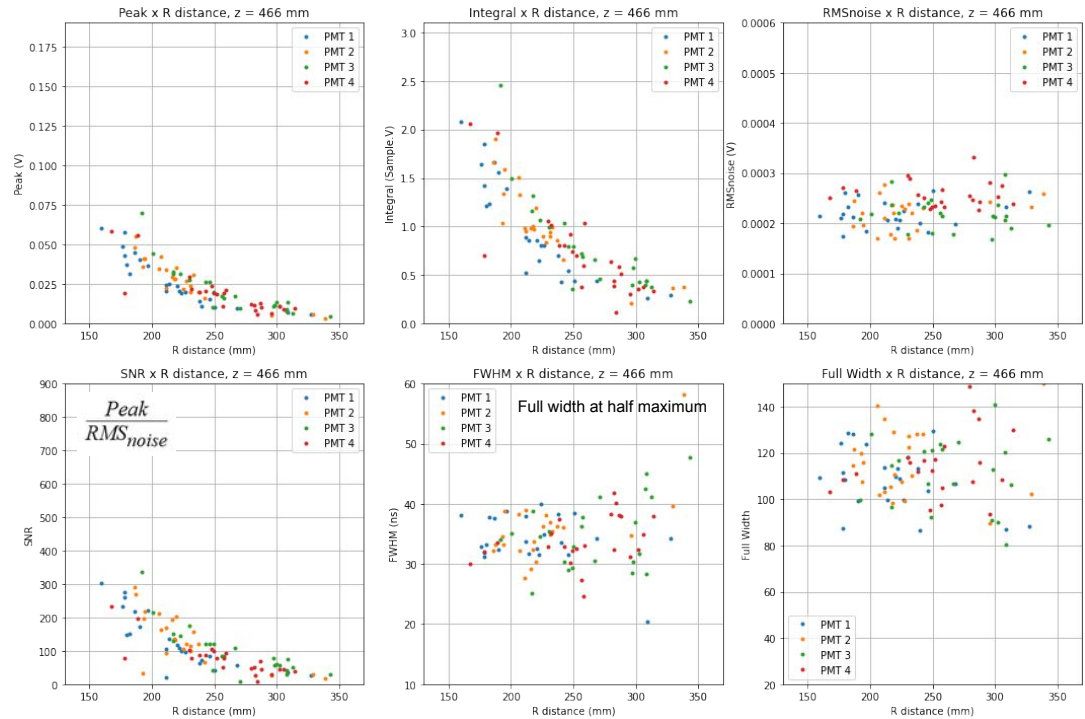 Peak x R distance, z = 466 mm
Peak (V)
0.175
0.150
0.125
0.100
0.075
0.050
0.025
0.000
PMT 1
PMT 2
PMT 3
PMT 4
150 200 250 300 350
R distance (mm)
Integral x R distance, z = 466 mm
Integral (Sample.V)
3.0
2.5
2.0
1.5
1.0
0.5
0.0
PMT 1
PMT 2
PMT 3
PMT 4
150 200 250 300 350
R distance (mm)
RMSnoise x R distance, z = 466 mm
RMSnoise (V)
0.0006
0.0005
0.0004
0.0003
0.0002
0.0001
0.0000
PMT 1
PMT 2
PMT 3
PMT 4
150 200 250 300 350
R distance (mm)
SNR x R distance, z = 466 mm
SNR
900
800
700
600
500
400
300
200
100
0
Peak
RMSnoise
PMT 1
PMT 2
PMT 3
PMT 4
150 200 250 300 350
R distance (mm)
FWHM x R distance, z = 466 mm
FWHM (ns)
60
50
40
30
20
10
PMT 1
PMT 2
PMT 3
PMT 4
Full width at half maximum
150 200 250 300 350
R distance (mm)
Full Width x R distance, z = 466 mm
Full Width
140
120
100
80
60
40
20
PMT 1
PMT 2
PMT 3
PMT 4
150 200 250 300 350
R distance (mm)